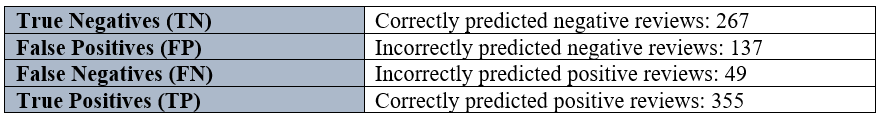 True Negatives (TN) Correctly predicted negative reviews: 267
False Positives (FP) Incorrectly predicted negative reviews: 137
False Negatives (FN) Incorrectly predicted positive reviews: 49
True Positives (TP) Correctly predicted positive reviews: 355